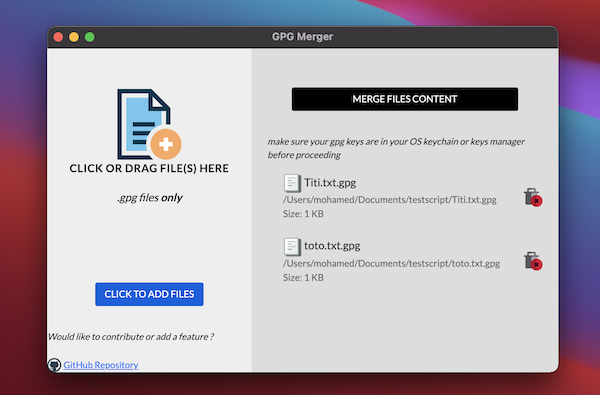 GPG Merger
CLICK OR DRAG FILE(S) HERE
.gpg files only
CLICK TO ADD FILES
Would like to contribute or add a feature ?
GitHub Repository
MERGE FILES CONTENT
make sure your gpg keys are in your OS keychain or keys manager
before proceeding
Titi.txt.gpg
/Users/mohamed/Documents/testscript/Titi.txt.gpg
Size: 1 KB
toto.txt.gpg
/Users/mohamed/Documents/testscript/toto.txt.gpg
Size: 1 KB